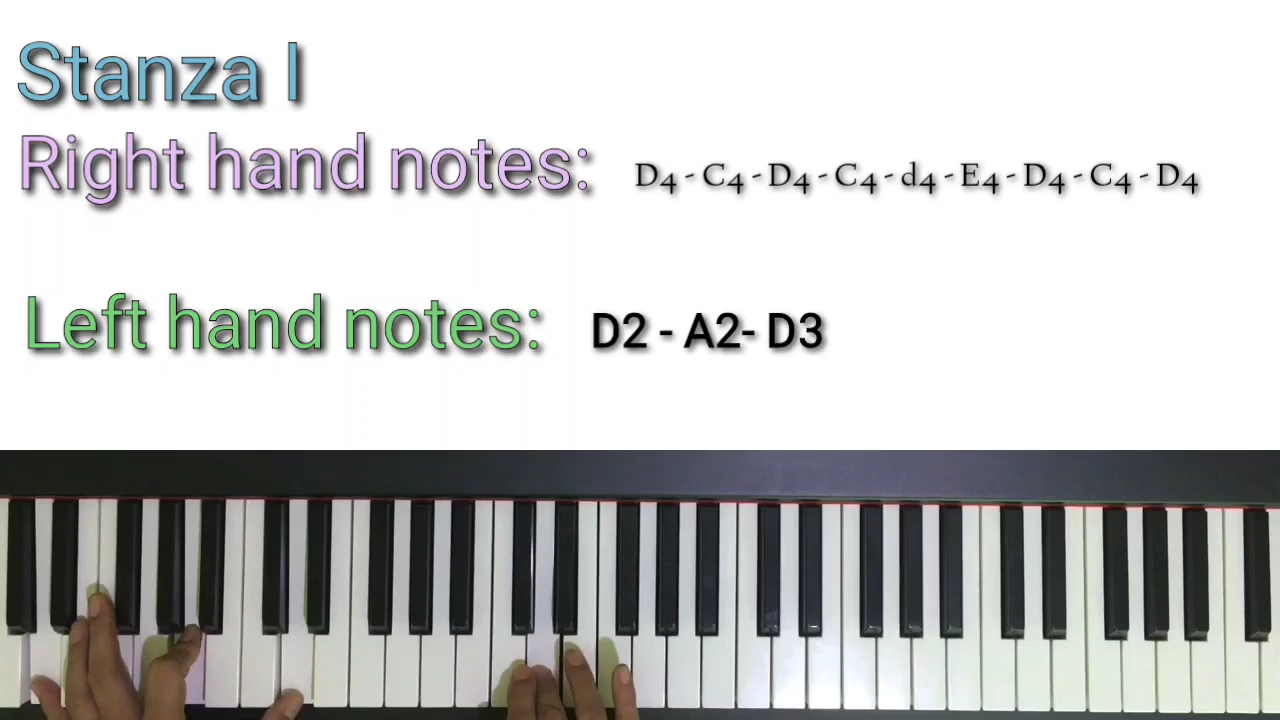 Stanza I
Right hand notes: D4 - C4 - D4 - C4 - d4 - E4 - D4 - C4 - D4
Left hand notes: D2 - A2- D3